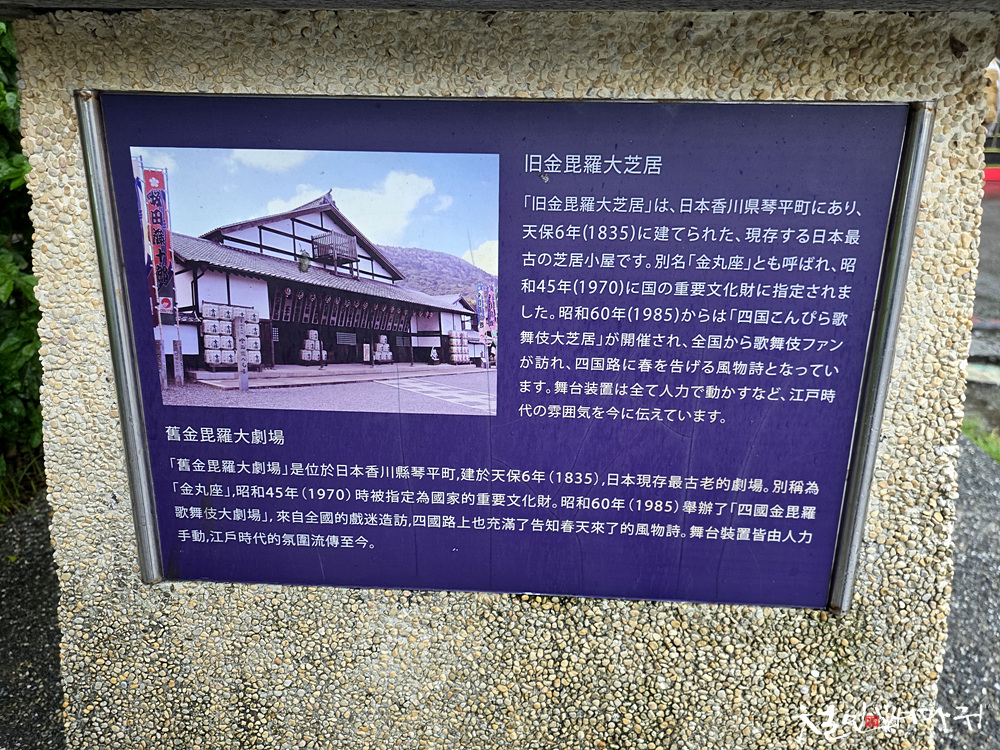 旧金毘羅大芝居
「旧金毘羅大芝居」は、日本香川県琴平町にあり、
天保6年(1835)に建てられた、現存する日本最
古の芝居小屋です。別名「金丸座」とも呼ばれ、昭
和45年(1970)に国の重要文化財に指定されま
した。昭和60年(1985)からは「四国こんぴら歌
舞伎大芝居」が開催され、全国から歌舞伎ファン
が訪れ、四国路に春を告げる風物詩となってい
ます。舞台装置は全て人力で動かすなど、江戸時
代の雰囲気を今に伝えています。
舊金毘羅大劇場
「舊金毘羅大劇場」是位於日本香川縣琴平町,建於天保6年(1835),日本現存最古老的劇場。別稱為
「金丸座」,昭和45年(1970)時被指定為國家的重要文化財。昭和60年(1985)舉辦了「四國金毘羅
歌舞伎大劇場」,來自全國的戲迷造訪,四國路上也充滿了告知春天來了的風物詩。舞台裝置皆由人力
手動,江戶時代的氛圍流傳至今。